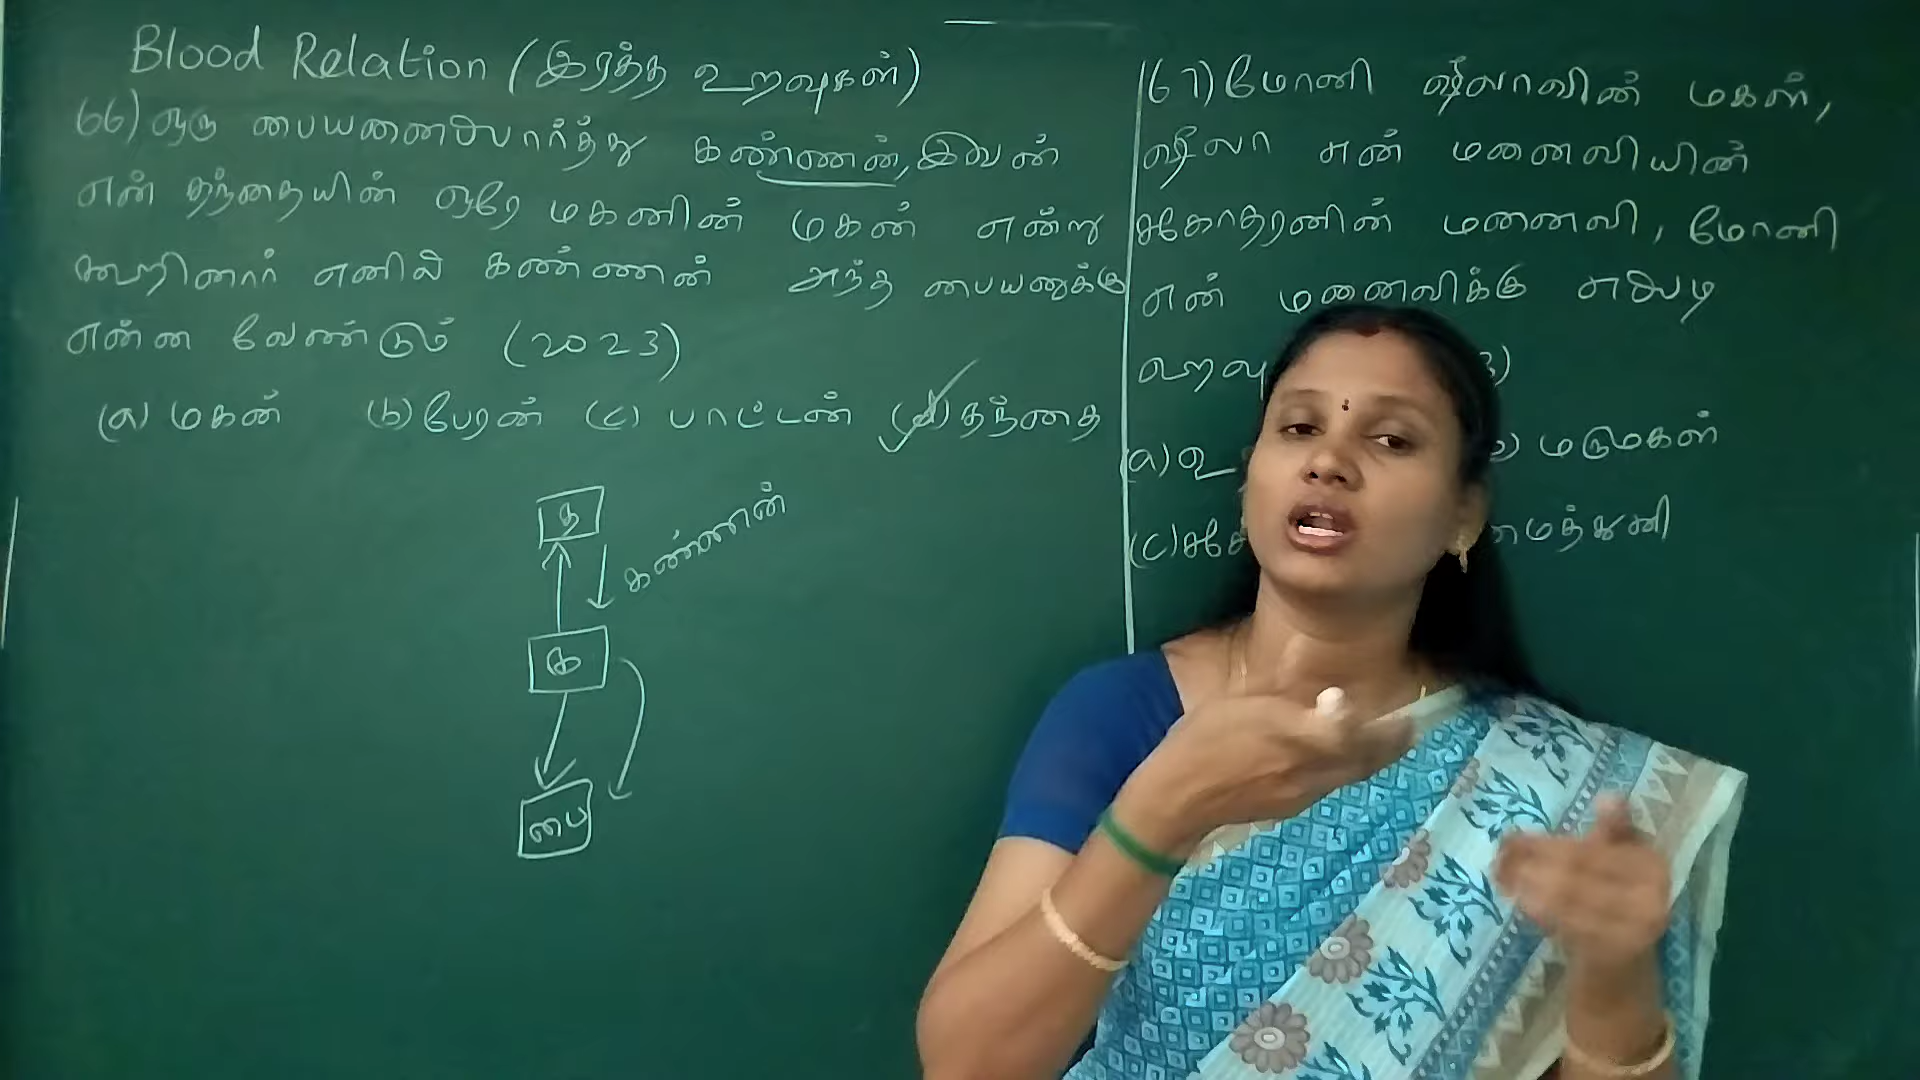 Blood Relation (இரத்த உறவுகள்)
66) ஒரு பையனைப்பார்த்து கண்ணன், இவன்
என் தந்தையின் ஒரே மகனின் மகன் என்று
கூறினார் எனில் கண்ணன் அந்த பையனுக்கு
என்ன வேண்டும் (2023)
(a) மகன் (b) பேரன் (c) பாட்டன் (d) தந்தை
த
கண்ணன்
க
பை
67) மோனி ஷீலாவின் மகள்,
ஷீலா என் மனைவியின்
சகோதரனின் மனைவி, மோனி
என் மனைவிக்கு எப்படி
(a) மருமகள்
(c) மைத்துனி